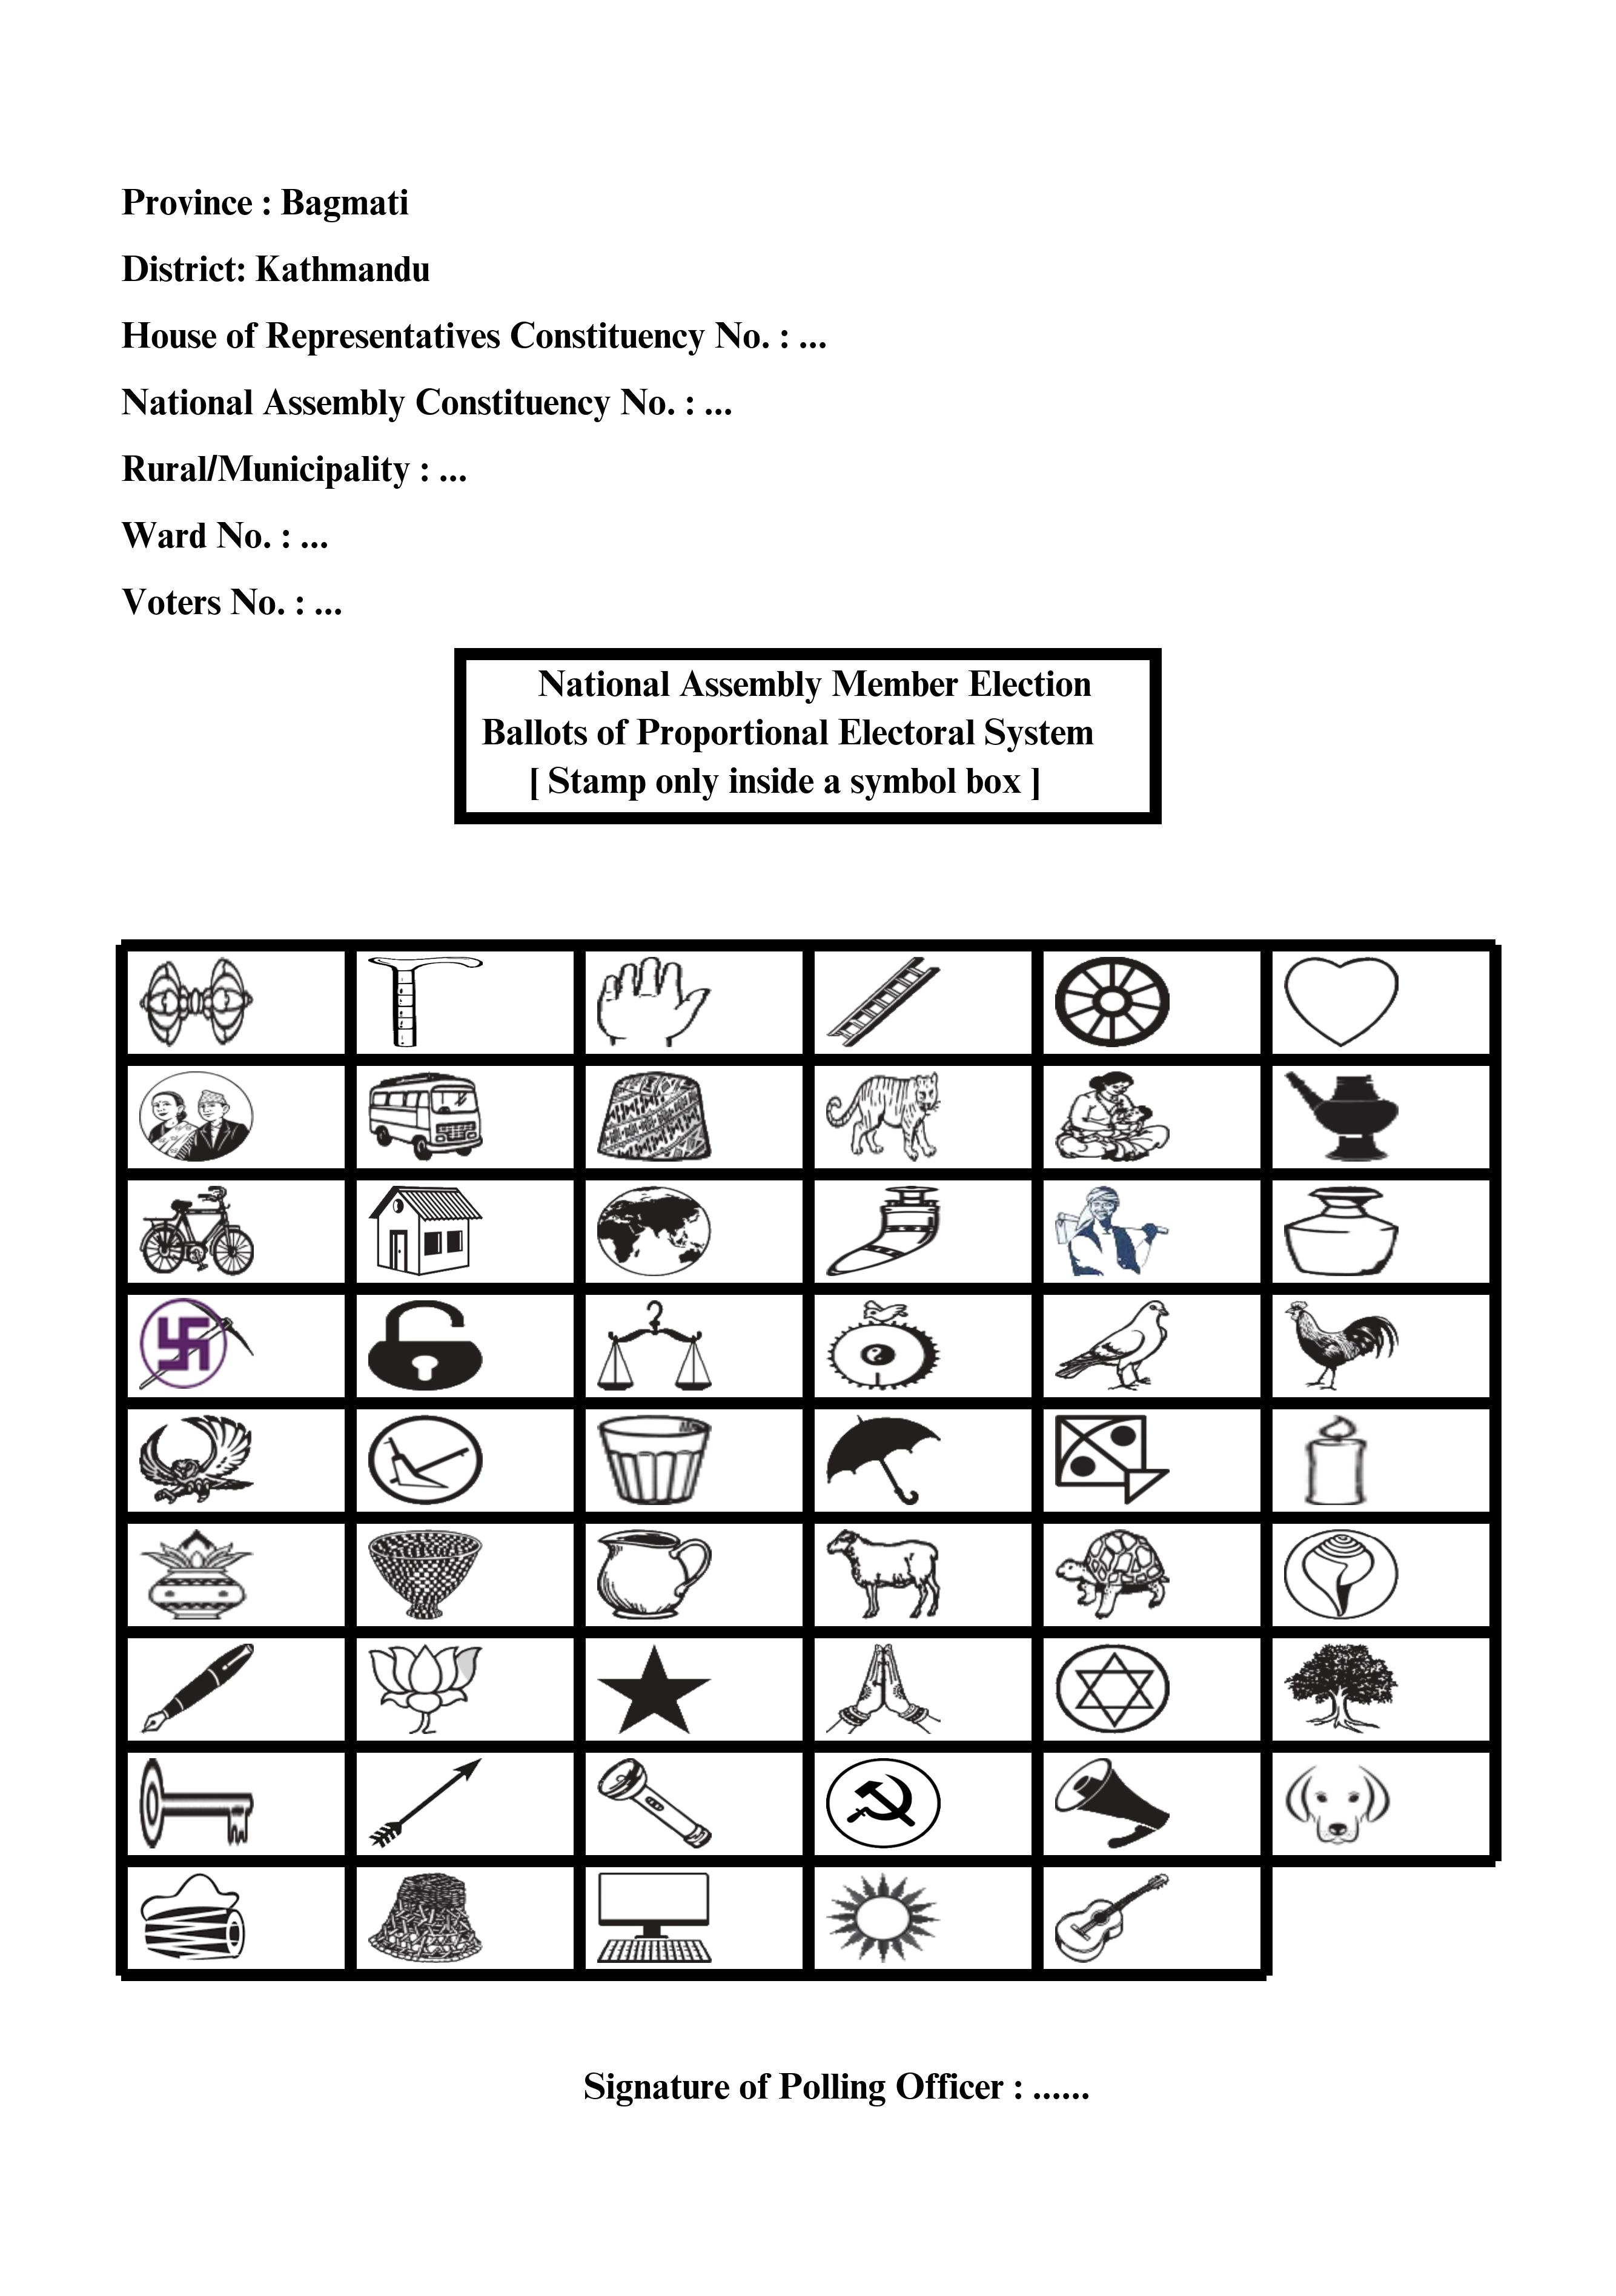 Province : Bagmati
District: Kathmandu
House of Representatives Constituency No. : ...
National Assembly Constituency No. : ...
Rural/Municipality : ...
Ward No. : ...
Voters No. : ...
National Assembly Member Election
Ballots of Proportional Electoral System
[ Stamp only inside a symbol box ]
Signature of Polling Officer : ......